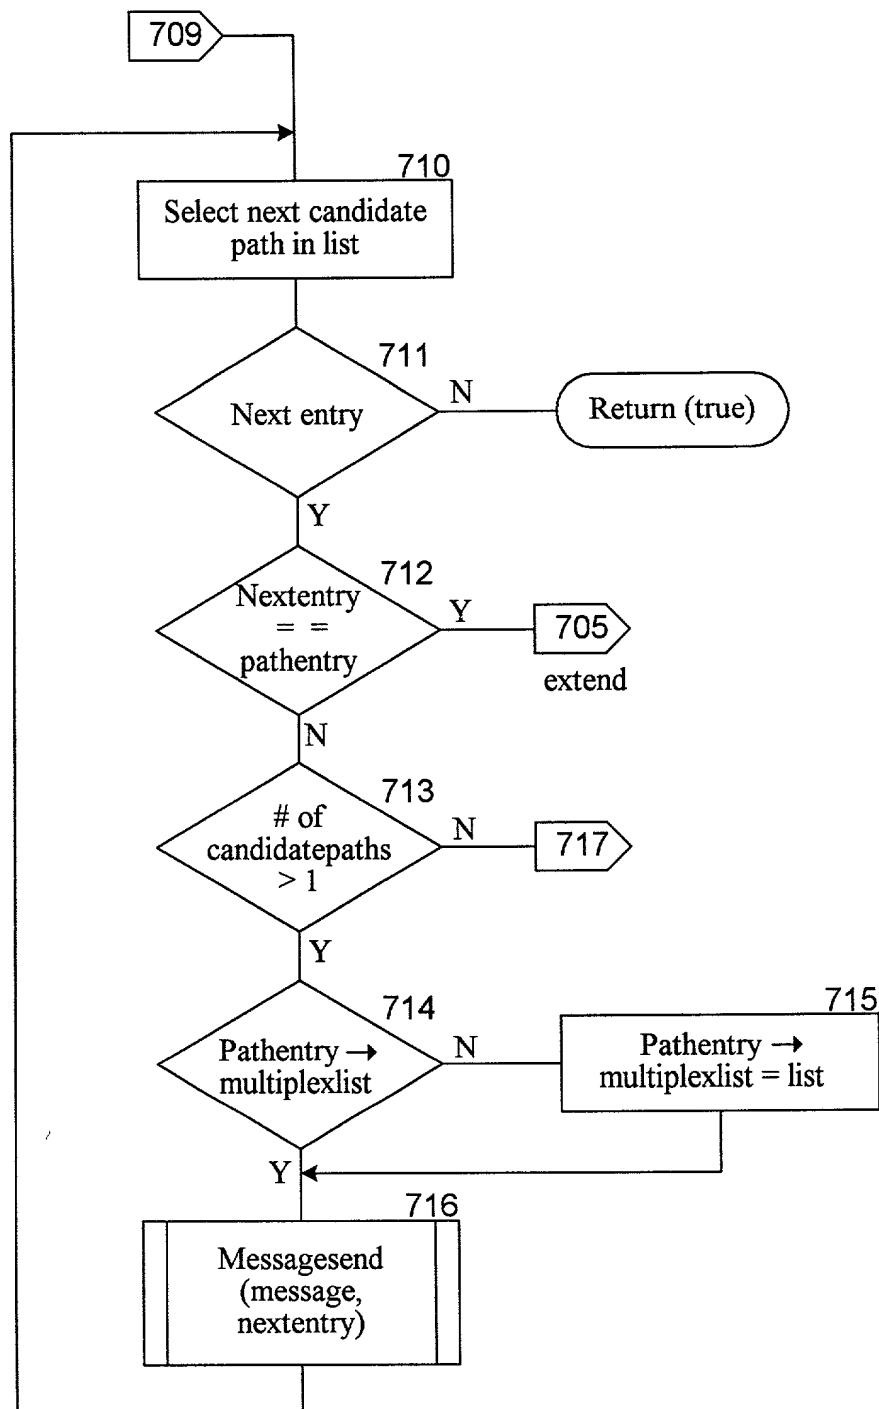 709
710
Select next candidate
path in list
711
Next entry
N
Return (true)
Y
712
Nextentry
= =
pathentry
Y
705
extend
N
713
# of
candidatepaths
> 1
N
717
Y
714
Pathentry →
multiplexlist
N
715
Pathentry →
multiplexlist = list
Y
716
Messagesend
(message,
nextentry)